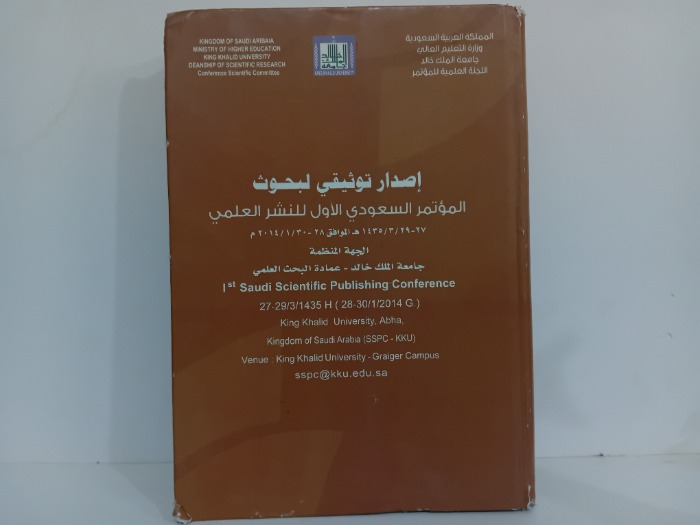 KINGDOM OF SAUDI ARIBAIA
MINISTRY OF HIGHER EDUCATION
KING KHALID UNIVERSITY
DEANSHIP OF SCIENTIFIC RESEARCH
Conference Scientific Committee
المملكة العربية السعودية
وزارة التعليم العالي
جامعة الملك خالد
اللجنة العلمية للمؤتمر
إصدار توثيقي لبحوث
المؤتمر السعودي الأول للنشر العلمي
٢٧-١٤٣٥/٣/٢٩ هـ الموافق ٢٨-٢٠١٤/١/٣٠ م
الجهة المنظمة
جامعة الملك خالد - عمادة البحث العلمي
1st Saudi Scientific Publishing Conference
27-29/3/1435 H ( 28-30/1/2014 G )
King Khalid University, Abha,
Kingdom of Saudi Arabia (SSPC - KKU)
Venue : King Khalid University - Graiger Campus
sspc@kku.edu.sa